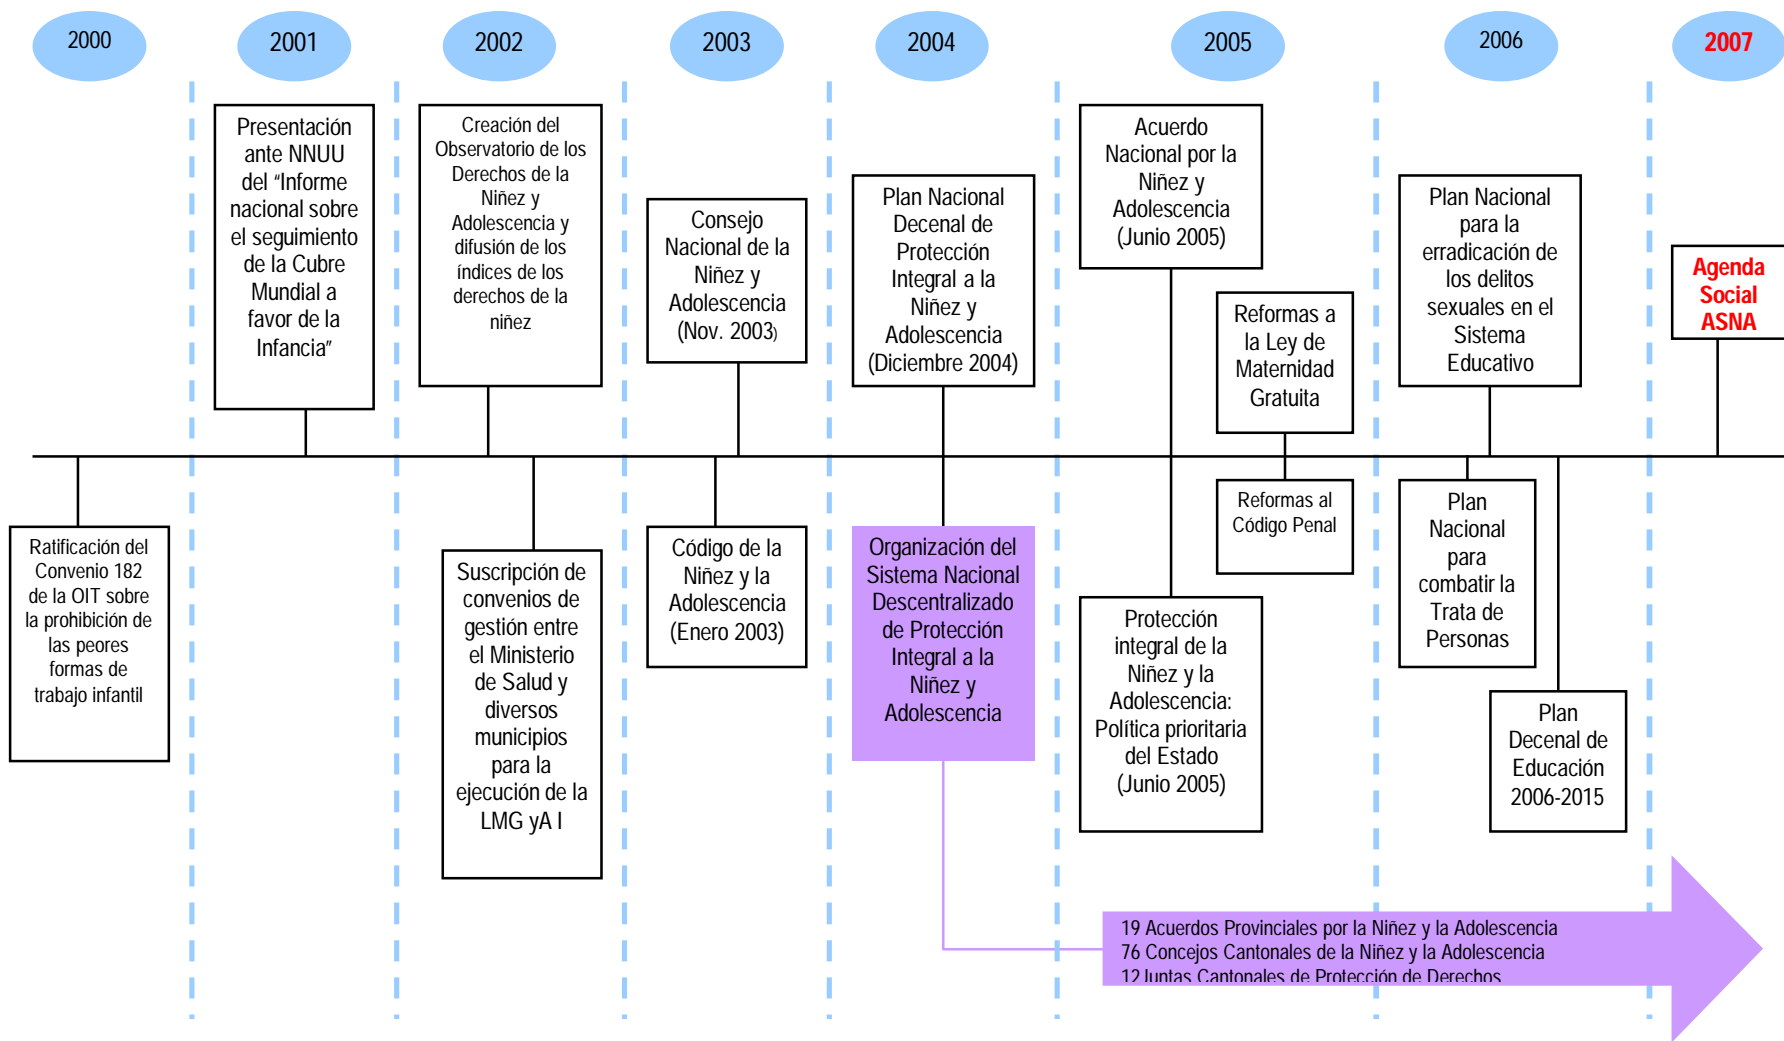 2000
2001
2002
2003
2004
2005
2006
2007
Presentación
ante NNUU
del “Informe
nacional sobre
el seguimiento
de la Cubre
Mundial a
favor de la
Infancia”
Creación del
Observatorio de los
Derechos de la
Niñez y
Adolescencia y
difusión de los
índices de los
derechos de la
niñez
Consejo
Nacional de la
Niñez y
Adolescencia
(Nov. 2003)
Plan Nacional
Decenal de
Protección
Integral a la
Niñez y
Adolescencia
(Diciembre 2004)
Acuerdo
Nacional por la
Niñez y
Adolescencia
(Junio 2005)
Reformas a
la Ley de
Maternidad
Gratuita
Plan Nacional
para la
erradicación de
los delitos
sexuales en el
Sistema
Educativo
Agenda
Social
ASNA
Ratificación del
Convenio 182
de la OIT sobre
la prohibición de
las peores
formas de
trabajo infantil
Suscripción de
convenios de
gestión entre
el Ministerio
de Salud y
diversos
municipios
para la
ejecución de la
LMG yA I
Código de la
Niñez y la
Adolescencia
(Enero 2003)
Organización del
Sistema Nacional
Descentralizado
de Protección
Integral a la
Niñez y
Adolescencia
Protección
integral de la
Niñez y la
Adolescencia:
Política prioritaria
del Estado
(Junio 2005)
Reformas al
Código Penal
Plan
Nacional
para
combatir la
Trata de
Personas
Plan
Decenal de
Educación
2006-2015
19 Acuerdos Provinciales por la Niñez y la Adolescencia
76 Concejos Cantonales de la Niñez y la Adolescencia
12 Juntas Cantonales de Protección de Derechos